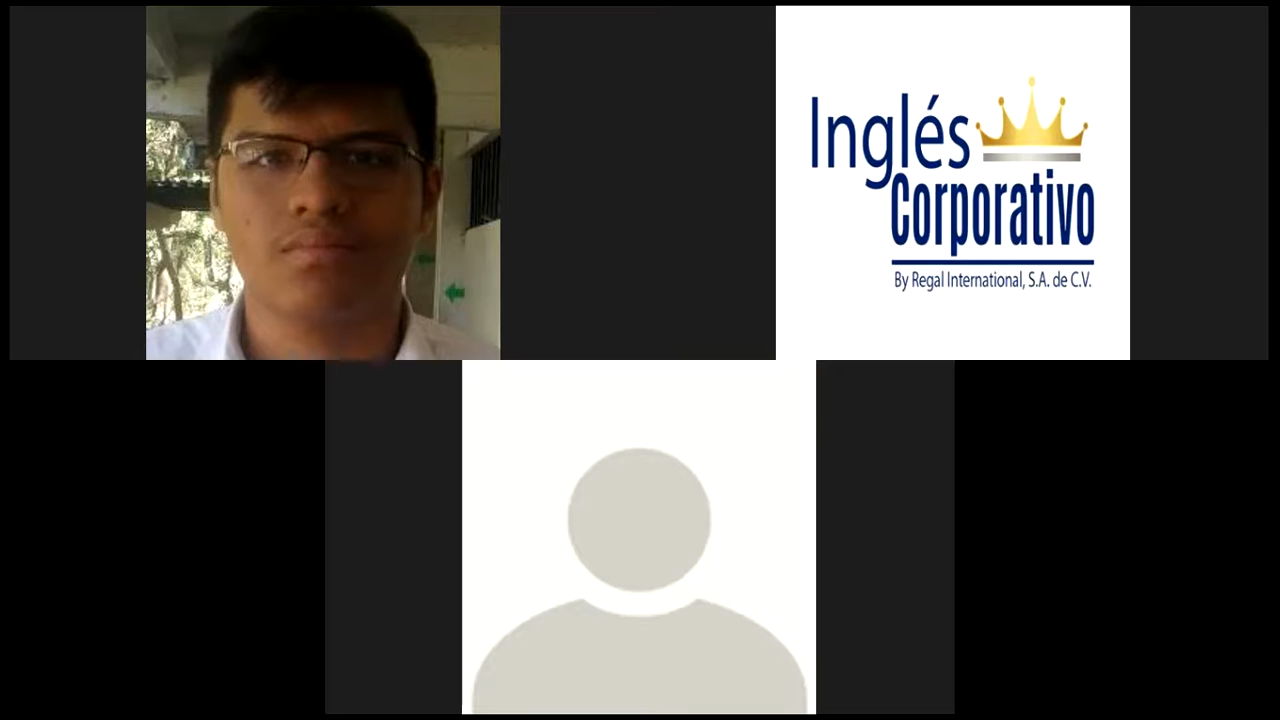 Inglés
Corporativo
By Regal International, S.A. de C.V.